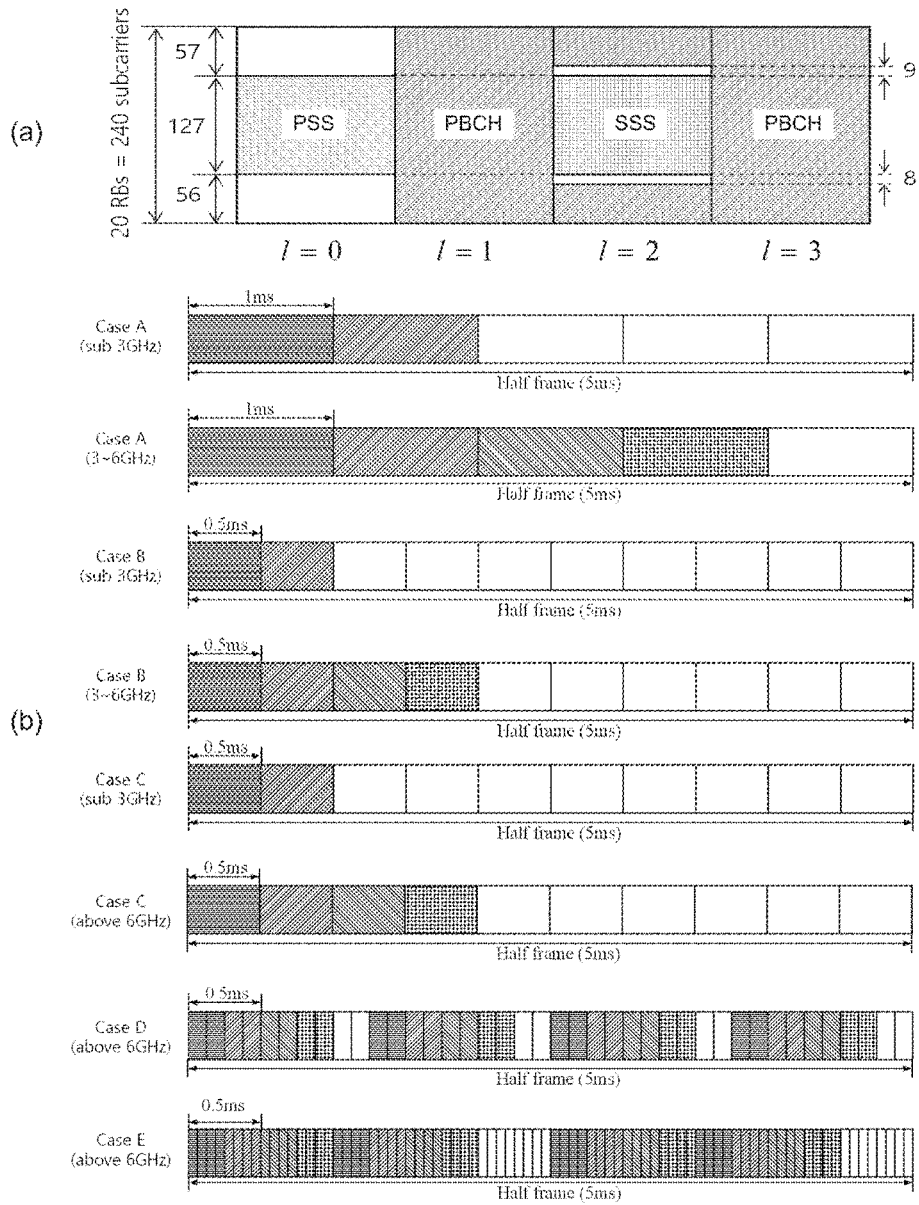 (a)
20 RBs = 240 subcarriers
57
127
56
PSS
PBCH
SSS
PBCH
9
8
l = 0
l = 1
l = 2
l = 3
(b)
1ms
Case A
(sub 3GHz)
Half frame (5ms)
1ms
Case A
(3~6GHz)
Half frame (5ms)
0.5ms
Case B
(sub 3GHz)
Half frame (5ms)
0.5ms
Case B
(3~6GHz)
Half frame (5ms)
0.5ms
Case C
(sub 3GHz)
Half frame (5ms)
0.5ms
Case C
(above 6GHz)
Half frame (5ms)
0.5ms
Case D
(above 6GHz)
Half frame (5ms)
0.5ms
Case E
(above 6GHz)
Half frame (5ms)